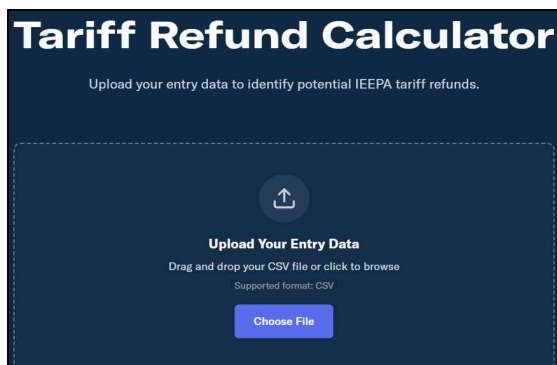 Tariff Refund Calculator
Upload your entry data to identify potential IEEPA tariff refunds.
Upload Your Entry Data
Drag and drop your CSV file or click to browse
Supported format: CSV
Choose File